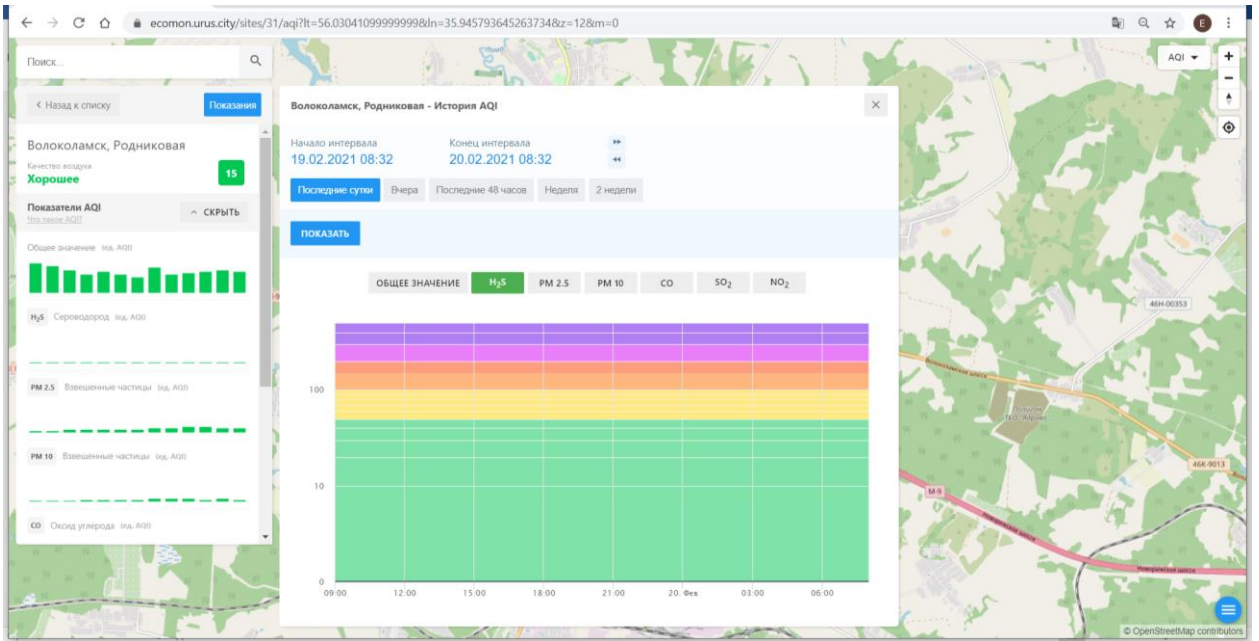 ecomon.urus.city/sites/31/aqi?lt=56.03041099999999&ln=35.945793645263734&z=12&m=0
E
Поиск...
AQI
Назад к списку
Показания
Волоколамск, Родниковая
Качество воздуха
Хорошее
15
Показатели AQI
Что такое AQI?
СКРЫТЬ
Общее значение (ед. AQI)
H₂S Сероводород (ед. AQI)
PM 2.5 Взвешенные частицы (ед. AQI)
PM 10 Взвешенные частицы (ед. AQI)
CO Оксид углерода (ед. AQI)
Волоколамск, Родниковая - История AQI
Начало интервала
19.02.2021 08:32
Конец интервала
20.02.2021 08:32
Последние сутки Вчера Последние 48 часов Неделя 2 недели
ПОКАЗАТЬ
ОБЩЕЕ ЗНАЧЕНИЕ H₂S PM 2.5 PM 10 CO SO₂ NO₂
100
10
0
09:00 12:00 15:00 18:00 21:00 20. Фев 03:00 06:00
46Н-00353
Волоколамское шоссе
46К-9013
М-9
Новорижское шоссе
Новорижское шоссе
© OpenStreetMap contributors